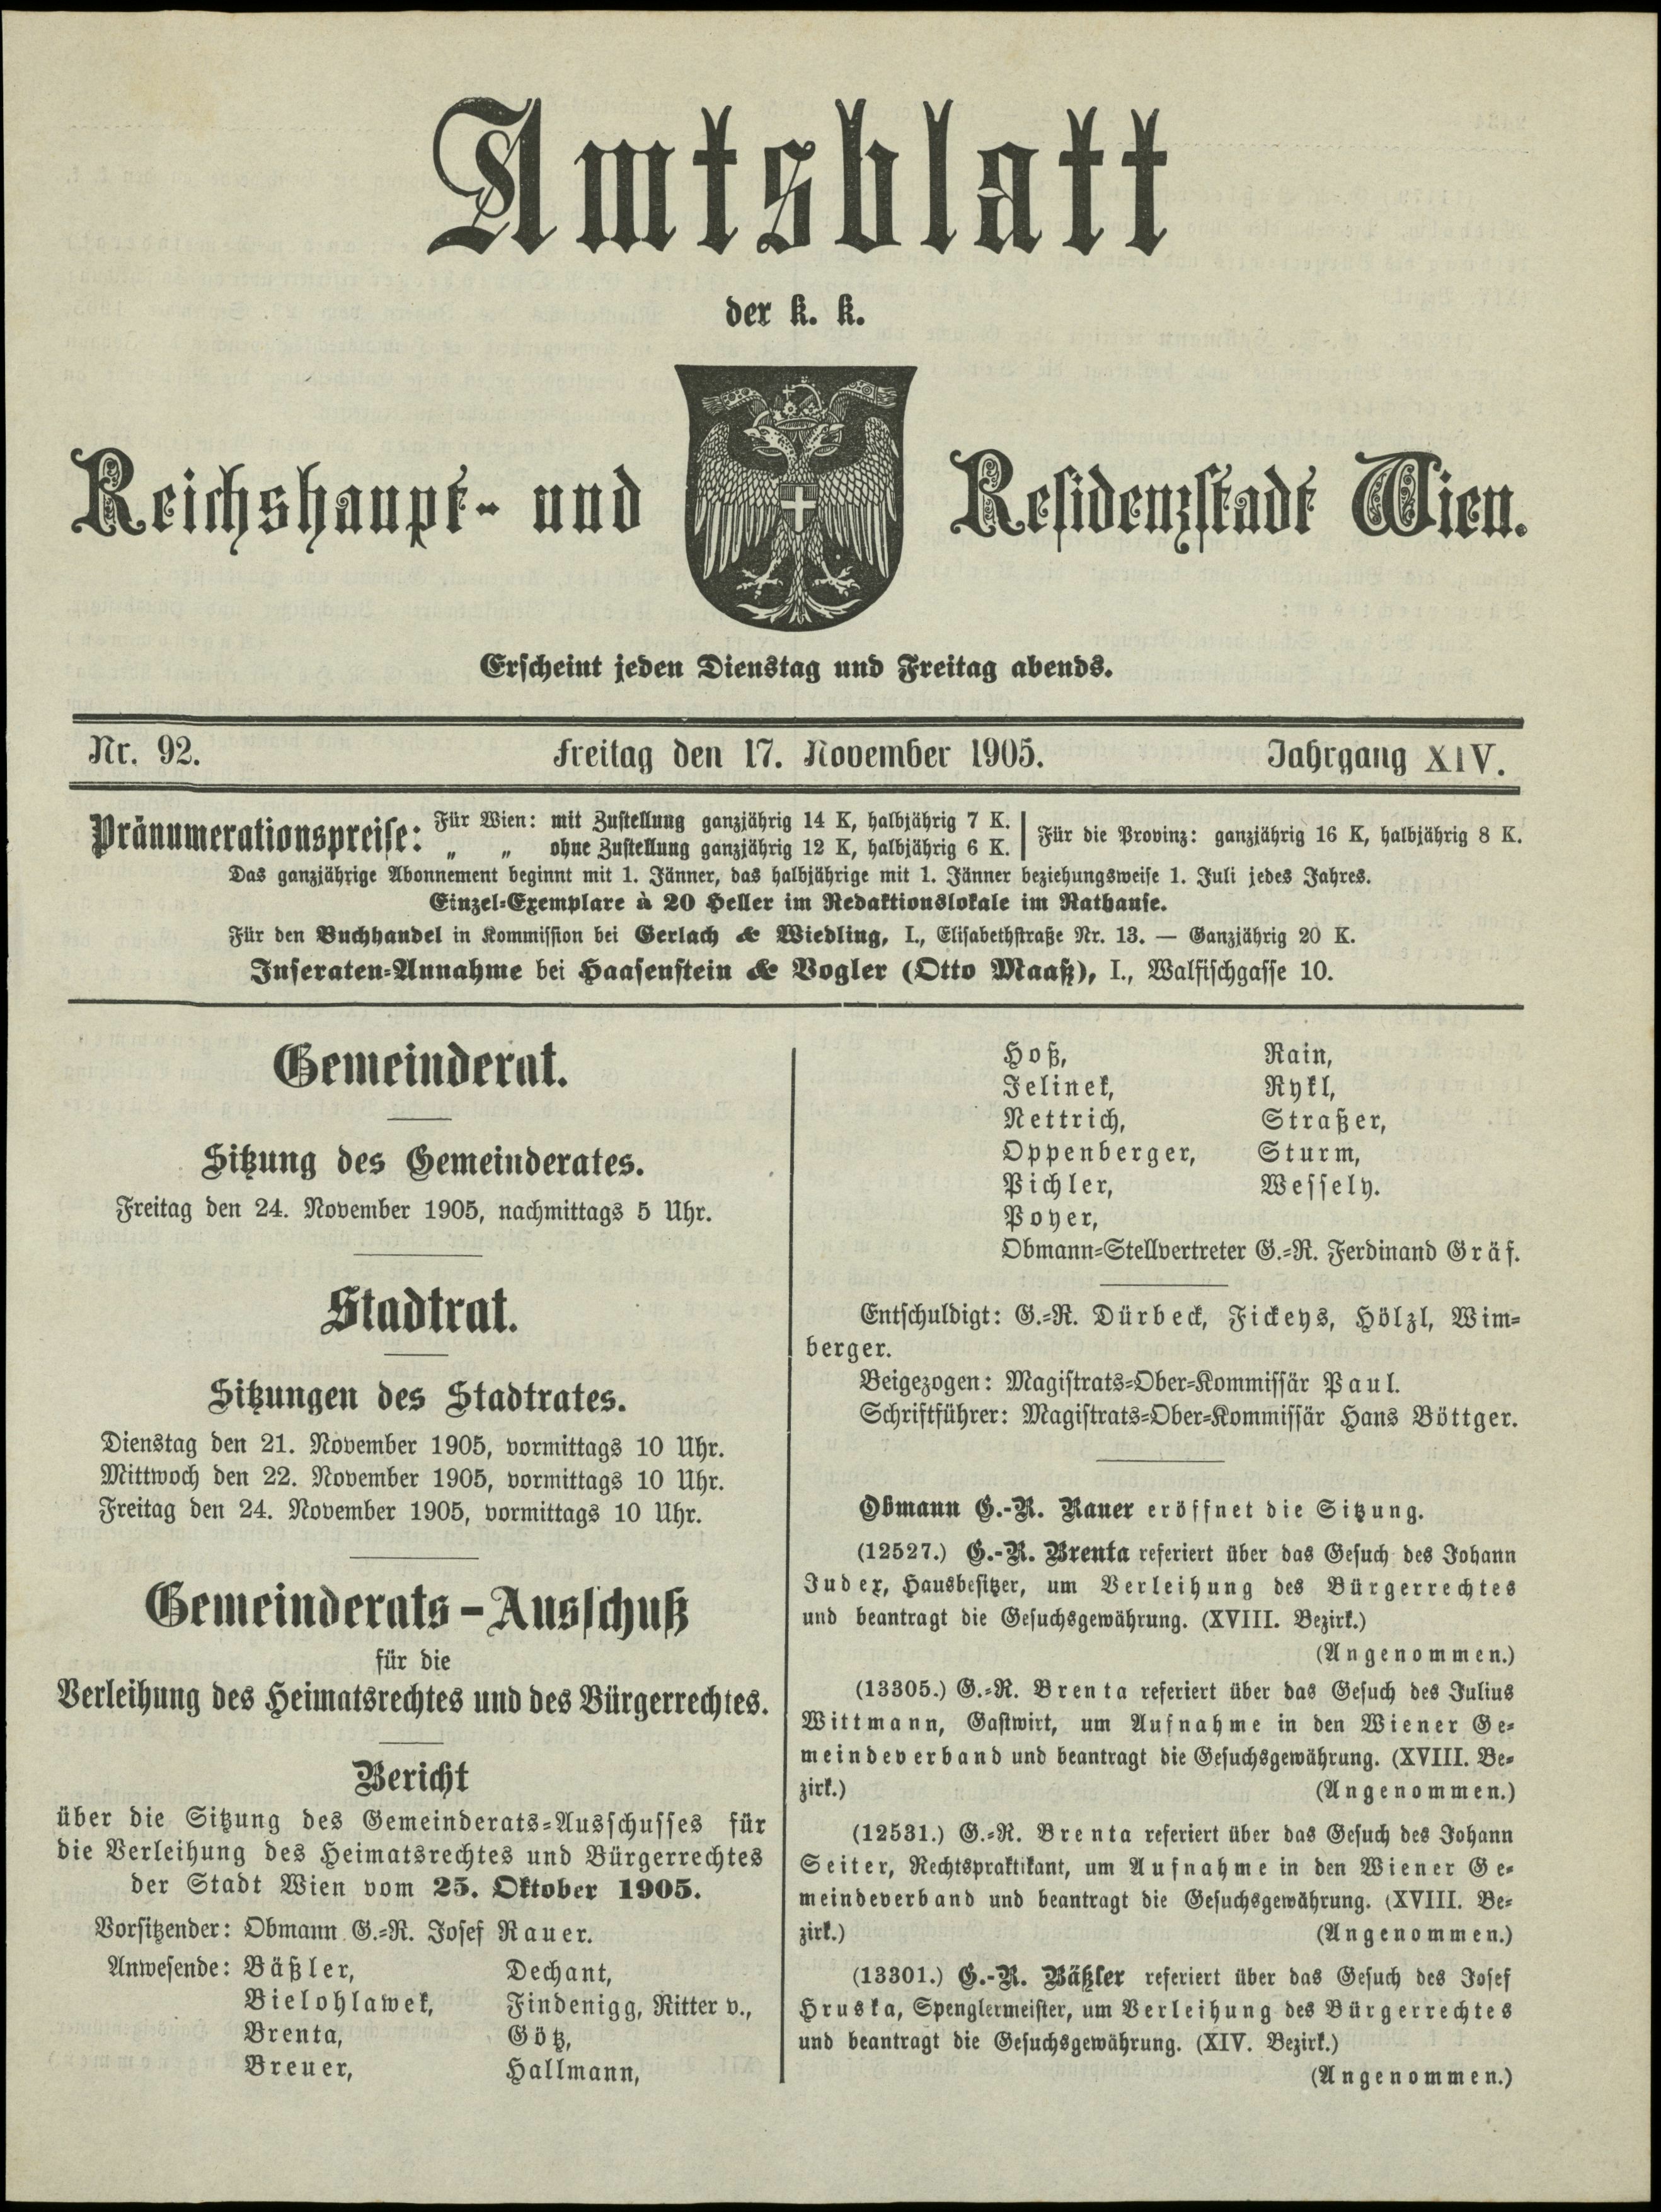 Amtsblatt
der k. k.
Reichshaupt- und Residenzstadt Wien.
Erscheint jeden Dienstag und Freitag abends.
Nr. 92. Freitag den 17. November 1905. Jahrgang XIV.
Pränumerationspreise: Für Wien: mit Zustellung ganzjährig 14 K, halbjährig 7 K.
„ „ ohne Zustellung ganzjährig 12 K, halbjährig 6 K.
Für die Provinz: ganzjährig 16 K, halbjährig 8 K.
Das ganzjährige Abonnement beginnt mit 1. Jänner, das halbjährige mit 1. Jänner beziehungsweise 1. Juli jedes Jahres.
Einzel-Exemplare à 20 Heller im Redaktionslokale im Rathause.
Für den Buchhandel in Kommission bei Gerlach & Wiedling, I., Elisabethstraße Nr. 13. — Ganzjährig 20 K.
Inseraten-Annahme bei Haasenstein & Vogler (Otto Maaß), I., Walfischgasse 10.
Gemeinderat.
Sitzung des Gemeinderates.
Freitag den 24. November 1905, nachmittags 5 Uhr.
Stadtrat.
Sitzungen des Stadtrates.
Dienstag den 21. November 1905, vormittags 10 Uhr.
Mittwoch den 22. November 1905, vormittags 10 Uhr.
Freitag den 24. November 1905, vormittags 10 Uhr.
Gemeinderats-Ausschuß
für die
Verleihung des Heimatsrechtes und des Bürgerrechtes.
Bericht
über die Sitzung des Gemeinderats-Ausschusses für
die Verleihung des Heimatsrechtes und Bürgerrechtes
der Stadt Wien vom 25. Oktober 1905.
Vorsitzender: Obmann G.-R. Josef Rauer.
Anwesende: Bäßler, Dechant,
Bielohlawek, Findenigg, Ritter v.,
Brenta, Götz,
Breuer, Hallmann,
Hoß, Rain,
Jelinek, Rykl,
Nettrich, Straßer,
Oppenberger, Sturm,
Pichler, Wessely.
Poyer,
Obmann-Stellvertreter G.-R. Ferdinand Gräf.
Entschuldigt: G.-R. Dürbeck, Fickeys, Hölzl, Wim-
berger.
Beigezogen: Magistrats-Ober-Kommissär Paul.
Schriftführer: Magistrats-Ober-Kommissär Hans Böttger.
Obmann G.-R. Rauer eröffnet die Sitzung.
(12527.) G.-R. Brenta referiert über das Gesuch des Johann
Judex, Hausbesitzer, um Verleihung des Bürgerrechtes
und beantragt die Gesuchsgewährung. (XVIII. Bezirk.)
(Angenommen.)
(13305.) G.-R. Brenta referiert über das Gesuch des Julius
Wittmann, Gastwirt, um Aufnahme in den Wiener Ge-
meindeverband und beantragt die Gesuchsgewährung. (XVIII. Be-
zirk.) (Angenommen.)
(12531.) G.-R. Brenta referiert über das Gesuch des Johann
Seiter, Rechtspraktikant, um Aufnahme in den Wiener Ge-
meindeverband und beantragt die Gesuchsgewährung. (XVIII. Be-
zirk.) (Angenommen.)
(13301.) G.-R. Bäßler referiert über das Gesuch des Josef
Hruska, Spenglermeister, um Verleihung des Bürgerrechtes
und beantragt die Gesuchsgewährung. (XIV. Bezirk.)
(Angenommen.)